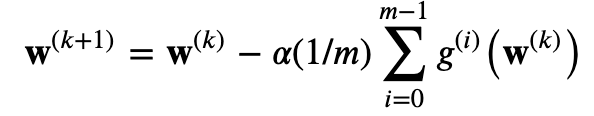 w^(k+1) = w^(k) − α(1/m) ∑_{i=0}^{m−1} g^(i)(w^(k))